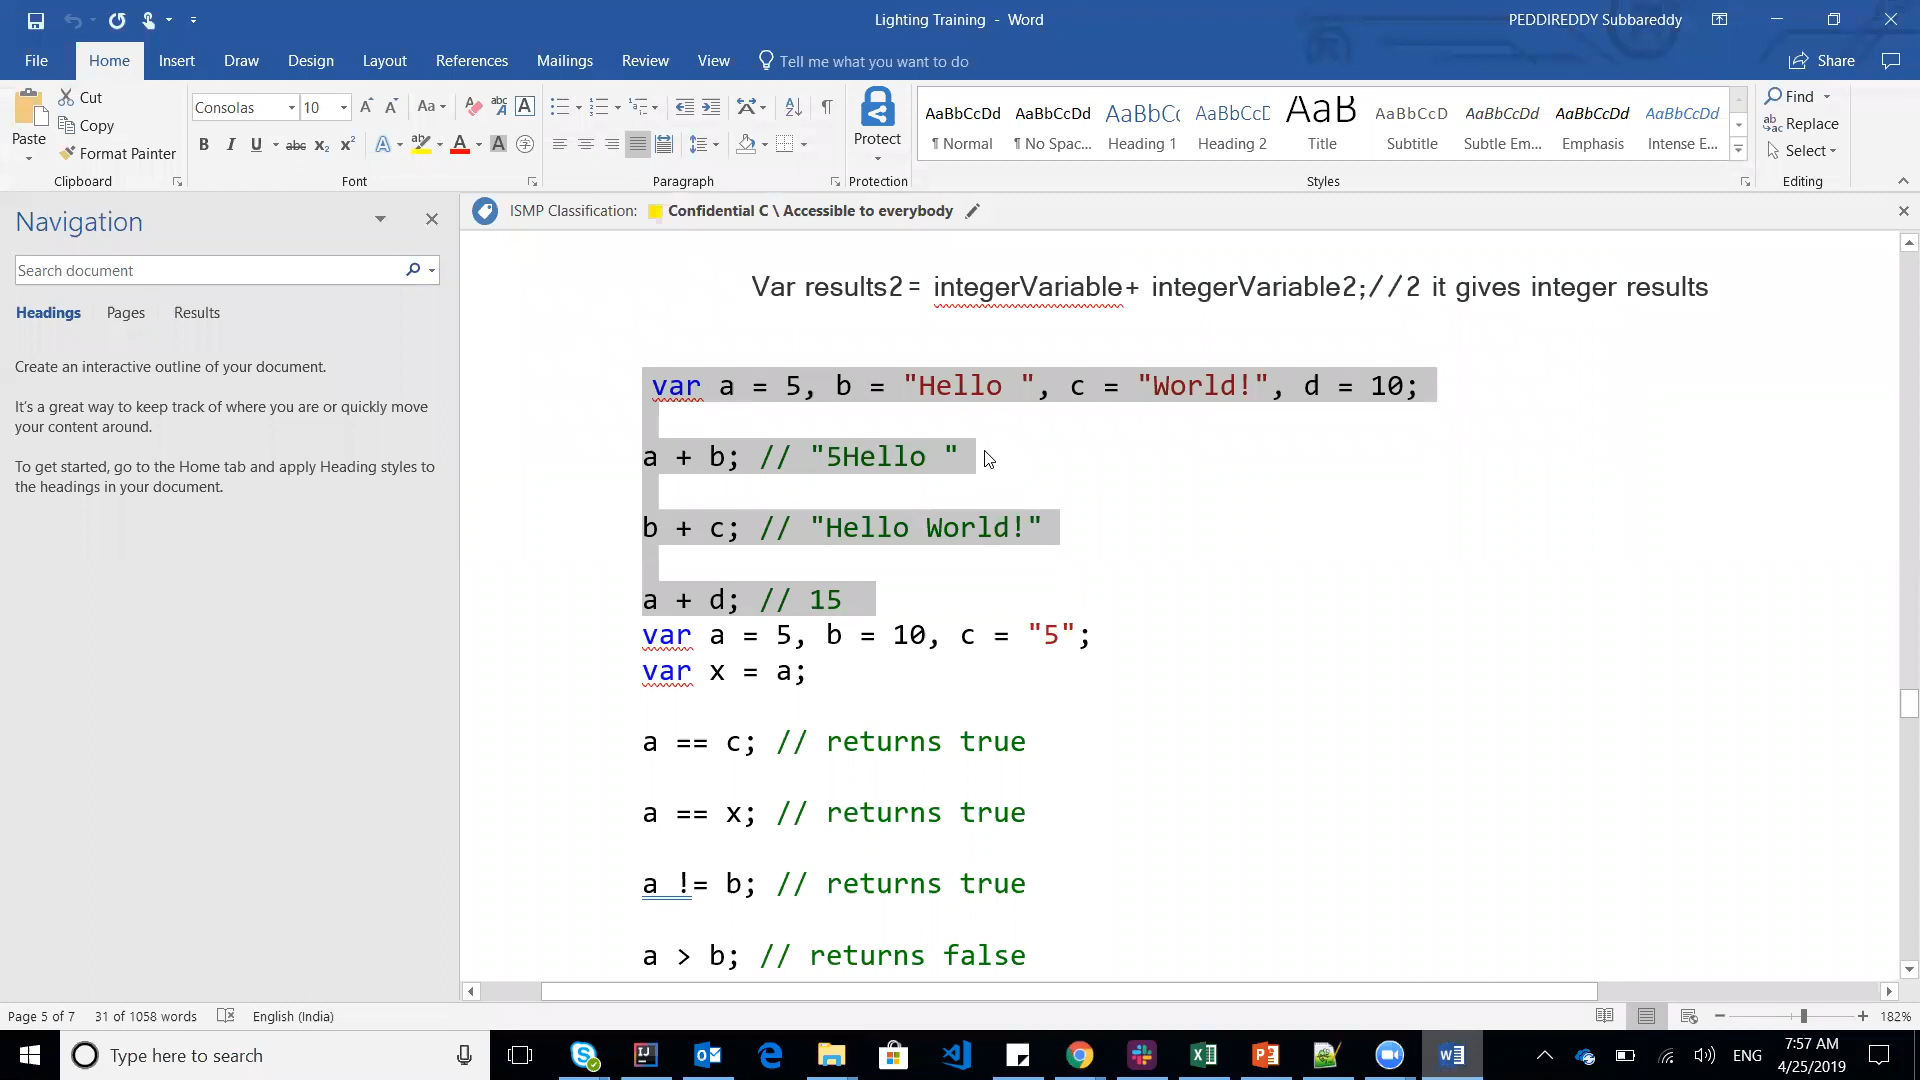 Lighting Training - Word
PEDDIREDDY Subbareddy
File Home Insert Draw Design Layout References Mailings Review View Tell me what you want to do
Share
Paste
Cut
Copy
Format Painter
Clipboard
Consolas 10
Font
Paragraph
Protect
Protection
AaBbCcDd AaBbCcDd AaBbCc AaBbCcD AaB AaBbCcD AaBbCcDd AaBbCcDd AaBbCcDd
¶ Normal ¶ No Spac... Heading 1 Heading 2 Title Subtitle Subtle Em... Emphasis Intense E...
Styles
Find
Replace
Select
Editing
Navigation
Search document
Headings Pages Results
Create an interactive outline of your document.
It's a great way to keep track of where you are or quickly move
your content around.
To get started, go to the Home tab and apply Heading styles to
the headings in your document.
ISMP Classification: Confidential C \ Accessible to everybody
Var results2= integerVariable+ integerVariable2;//2 it gives integer results
var a = 5, b = "Hello ", c = "World!", d = 10;
a + b; // "5Hello "
b + c; // "Hello World!"
a + d; // 15
var a = 5, b = 10, c = "5";
var x = a;
a == c; // returns true
a == x; // returns true
a != b; // returns true
a > b; // returns false
Page 5 of 7 31 of 1058 words English (India)
182%
Type here to search
ENG
7:57 AM
4/25/2019